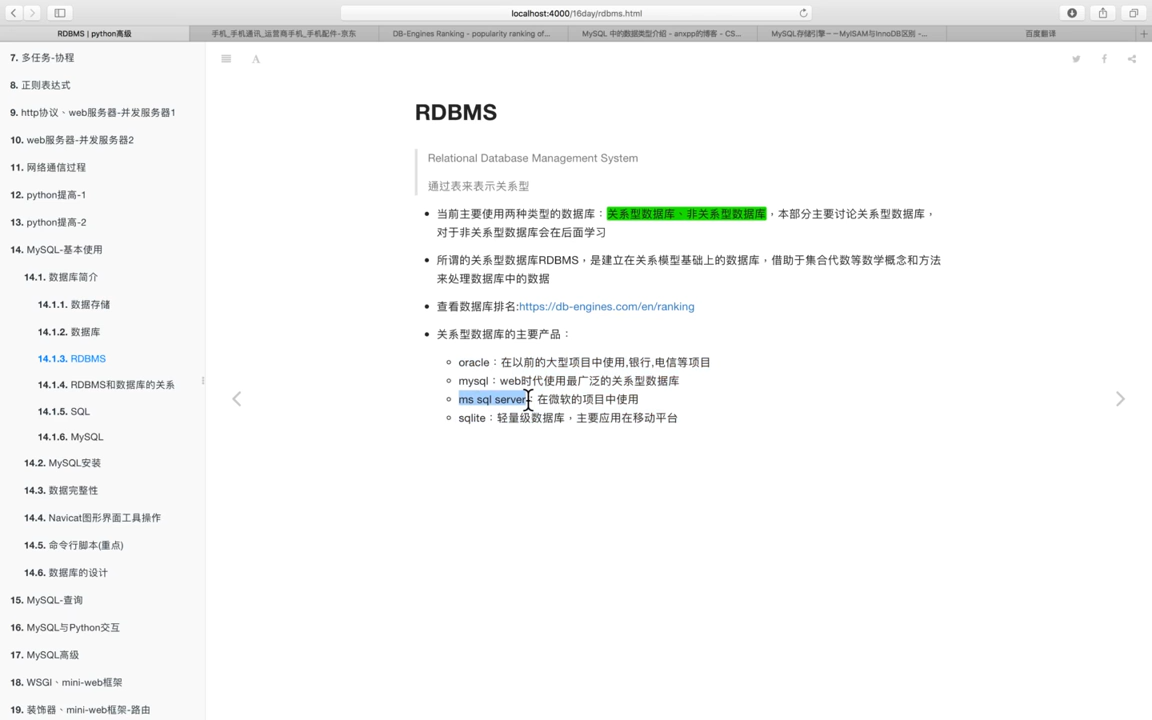 localhost:4000/16day/rdbms.html
RDBMS | python高级
手机_手机通讯_运营商手机_手机配件-京东
DB-Engines Ranking - popularity ranking of...
MySQL 中的数据类型介绍 - anxpp的博客 - CS...
MySQL存储引擎－－MyISAM与InnoDB区别 -...
百度翻译
7. 多任务-协程
8. 正则表达式
9. http协议、web服务器-并发服务器1
10. web服务器-并发服务器2
11. 网络通信过程
12. python提高-1
13. python提高-2
14. MySQL-基本使用
14.1. 数据库简介
14.1.1. 数据存储
14.1.2. 数据库
14.1.3. RDBMS
14.1.4. RDBMS和数据库的关系
14.1.5. SQL
14.1.6. MySQL
14.2. MySQL安装
14.3. 数据完整性
14.4. Navicat图形界面工具操作
14.5. 命令行脚本(重点)
14.6. 数据库的设计
15. MySQL-查询
16. MySQL与Python交互
17. MySQL高级
18. WSGI、mini-web框架
19. 装饰器、mini-web框架-路由
A
RDBMS
Relational Database Management System
通过表来表示关系型
当前主要使用两种类型的数据库：关系型数据库、非关系型数据库，本部分主要讨论关系型数据库，
对于非关系型数据库会在后面学习
所谓的关系型数据库RDBMS，是建立在关系模型基础上的数据库，借助于集合代数等数学概念和方法
来处理数据库中的数据
查看数据库排名:https://db-engines.com/en/ranking
关系型数据库的主要产品：
oracle：在以前的大型项目中使用,银行,电信等项目
mysql：web时代使用最广泛的关系型数据库
ms sql server：在微软的项目中使用
sqlite：轻量级数据库，主要应用在移动平台